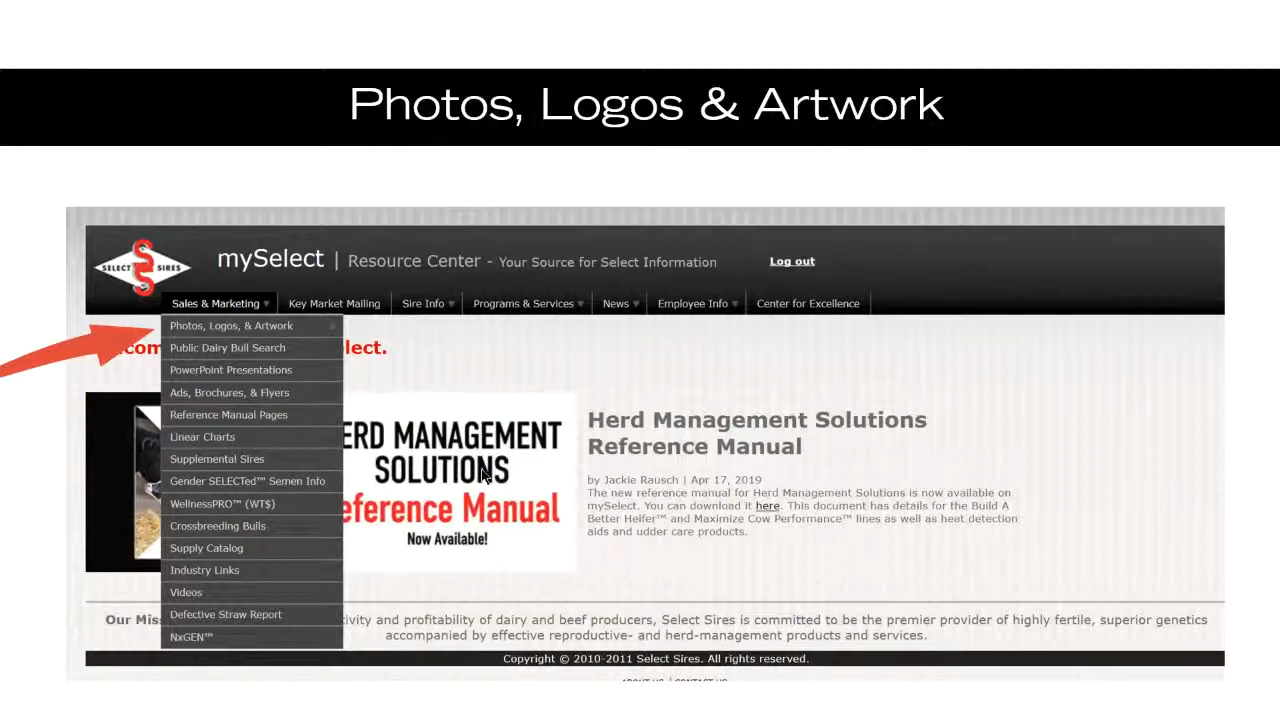 Photos, Logos & Artwork
SELECT SIRES
mySelect | Resource Center - Your Source for Select Information
Log out
Sales & Marketing
Key Market Mailing
Sire Info
Programs & Services
News
Employee Info
Center for Excellence
Photos, Logos, & Artwork
Public Dairy Bull Search
PowerPoint Presentations
Ads, Brochures, & Flyers
Reference Manual Pages
Linear Charts
Supplemental Sires
Gender SELECTed™ Semen Info
WellnessPRO™ (WT$)
Crossbreeding Bulls
Supply Catalog
Industry Links
Videos
Defective Straw Report
NxGEN™
com lect.
ERD MANAGEMENT
SOLUTIONS
eference Manual
Now Available!
Herd Management Solutions
Reference Manual
by Jackie Rausch | Apr 17, 2019
The new reference manual for Herd Management Solutions is now available on
mySelect. You can download it here. This document has details for the Build A
Better Heifer™ and Maximize Cow Performance™ lines as well as heat detection
aids and udder care products.
Our Mis ivity and profitability of dairy and beef producers, Select Sires is committed to be the premier provider of highly fertile, superior genetics
accompanied by effective reproductive- and herd-management products and services.
Copyright © 2010-2011 Select Sires. All rights reserved.
ABOUT US | CONTACT US